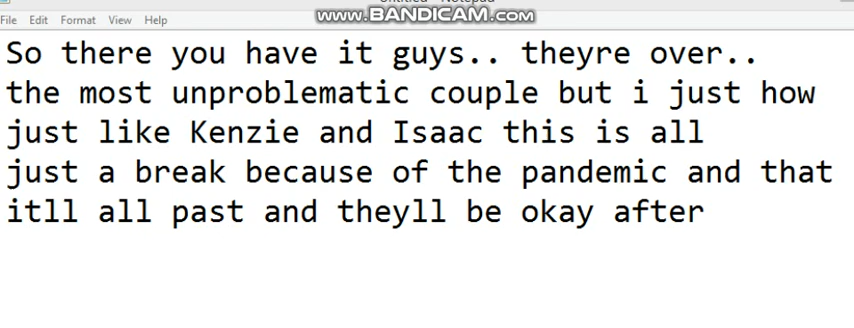 Untitled - Notepad
www.BANDICAM.com
File Edit Format View Help
So there you have it guys.. theyre over..
the most unproblematic couple but i just how
just like Kenzie and Isaac this is all
just a break because of the pandemic and that
itll all past and theyll be okay after